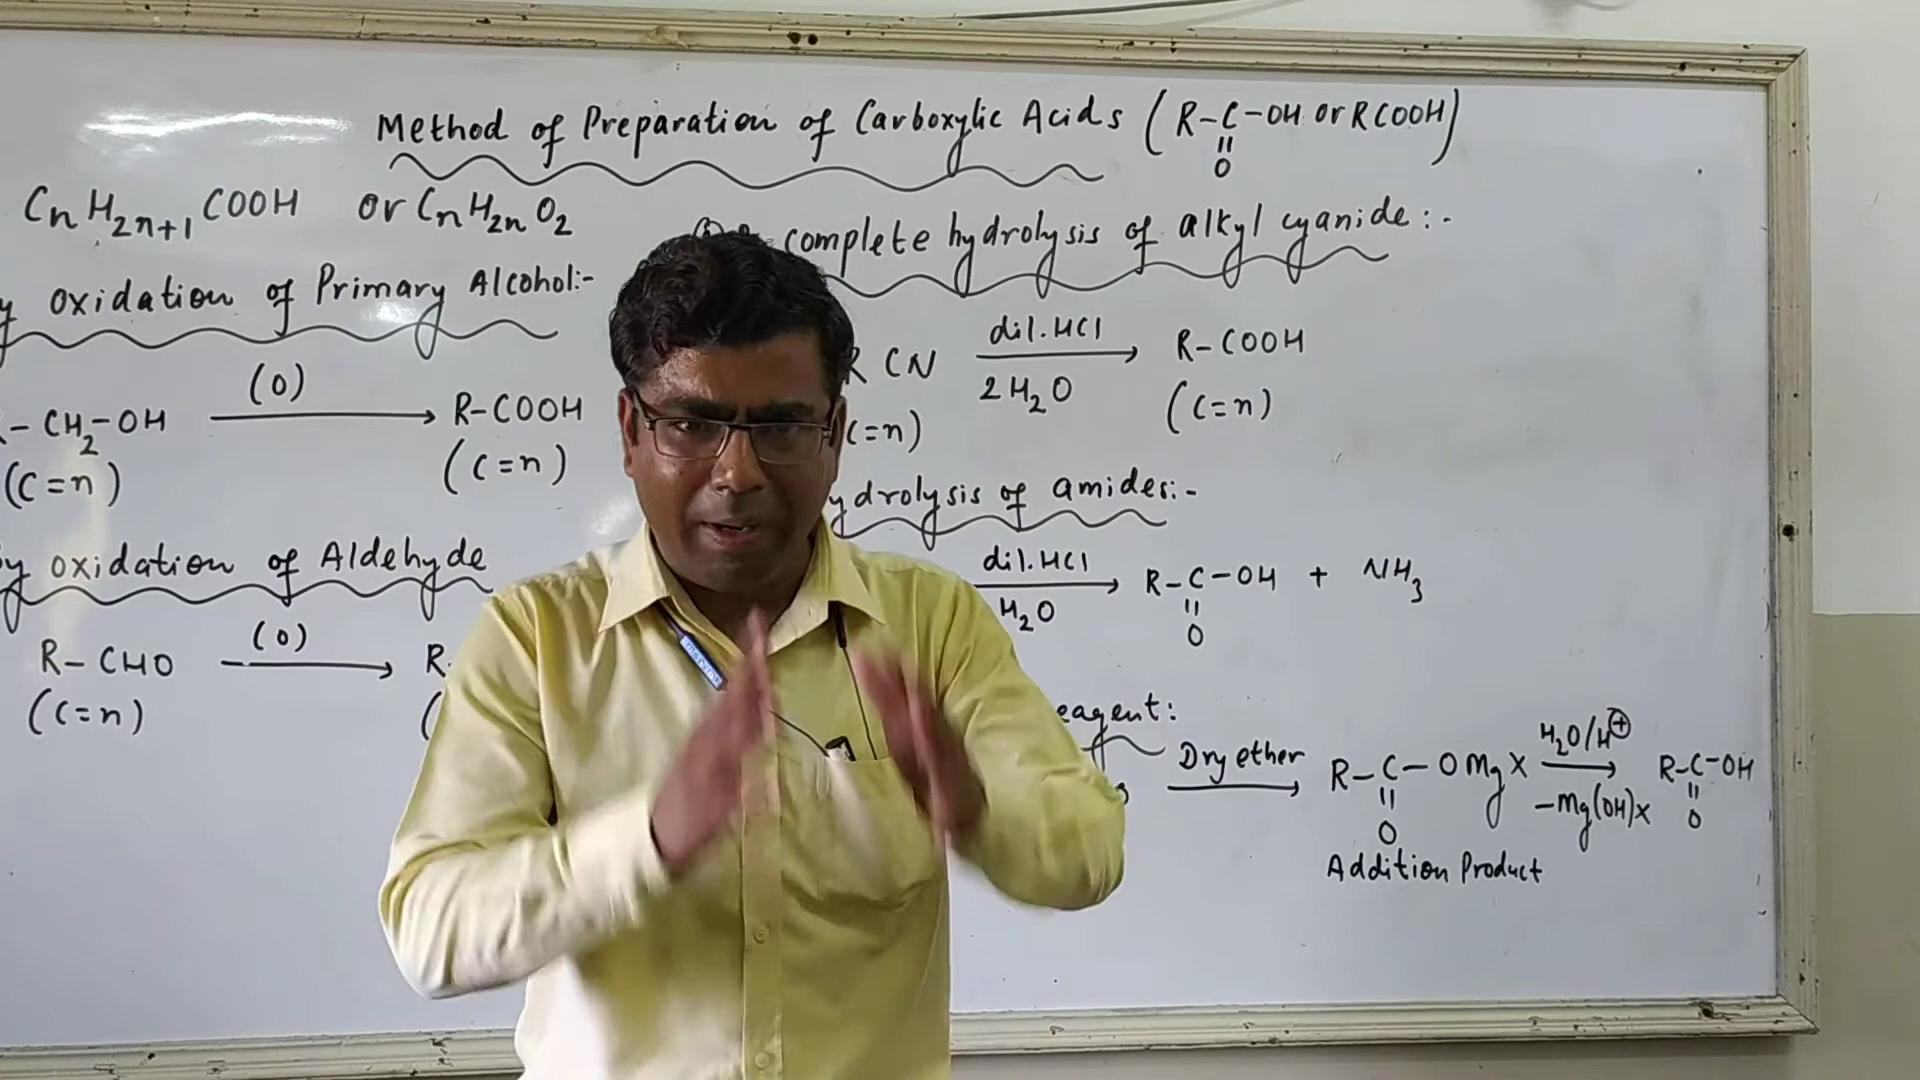 Method of Preparation of Carboxylic Acids (R-C-OH or RCOOH)
||
O
CnH2n+1COOH or CnH2nO2
oxidation of Primary Alcohol:-
(O)
- CH2-OH → R-COOH
(C=n) (C=n)
oxidation of Aldehyde
(O)
R-CHO → R
(C=n) (
complete hydrolysis of alkyl cyanide:-
dil.HCl
R CN → R-COOH
2H2O
(C=n) (C=n)
ydrolysis of amides:-
dil.HCl
→ R-C-OH + NH3
H2O
||
O
eagent:
Dry ether → R-C-OMgX H2O/H⊕ → R-C-OH
|| -Mg(OH)X ||
O O
Addition Product